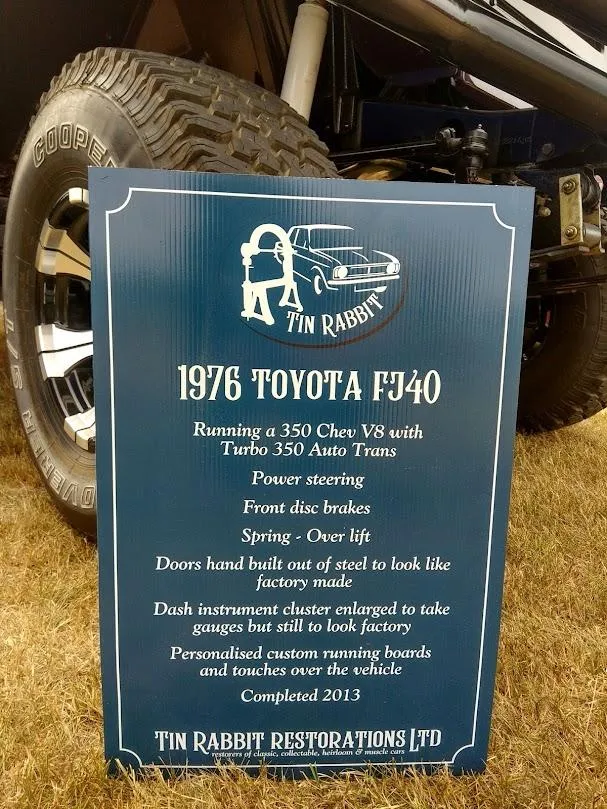 COOPER
TIN RABBIT
1976 TOYOTA FJ40
Running a 350 Chev V8 with
Turbo 350 Auto Trans
Power steering
Front disc brakes
Spring - Over lift
Doors hand built out of steel to look like
factory made
Dash instrument cluster enlarged to take
gauges but still to look factory
Personalised custom running boards
and touches over the vehicle
Completed 2013
TIN RABBIT RESTORATIONS LTD
restorers of classic, collectable, heirloom & muscle cars